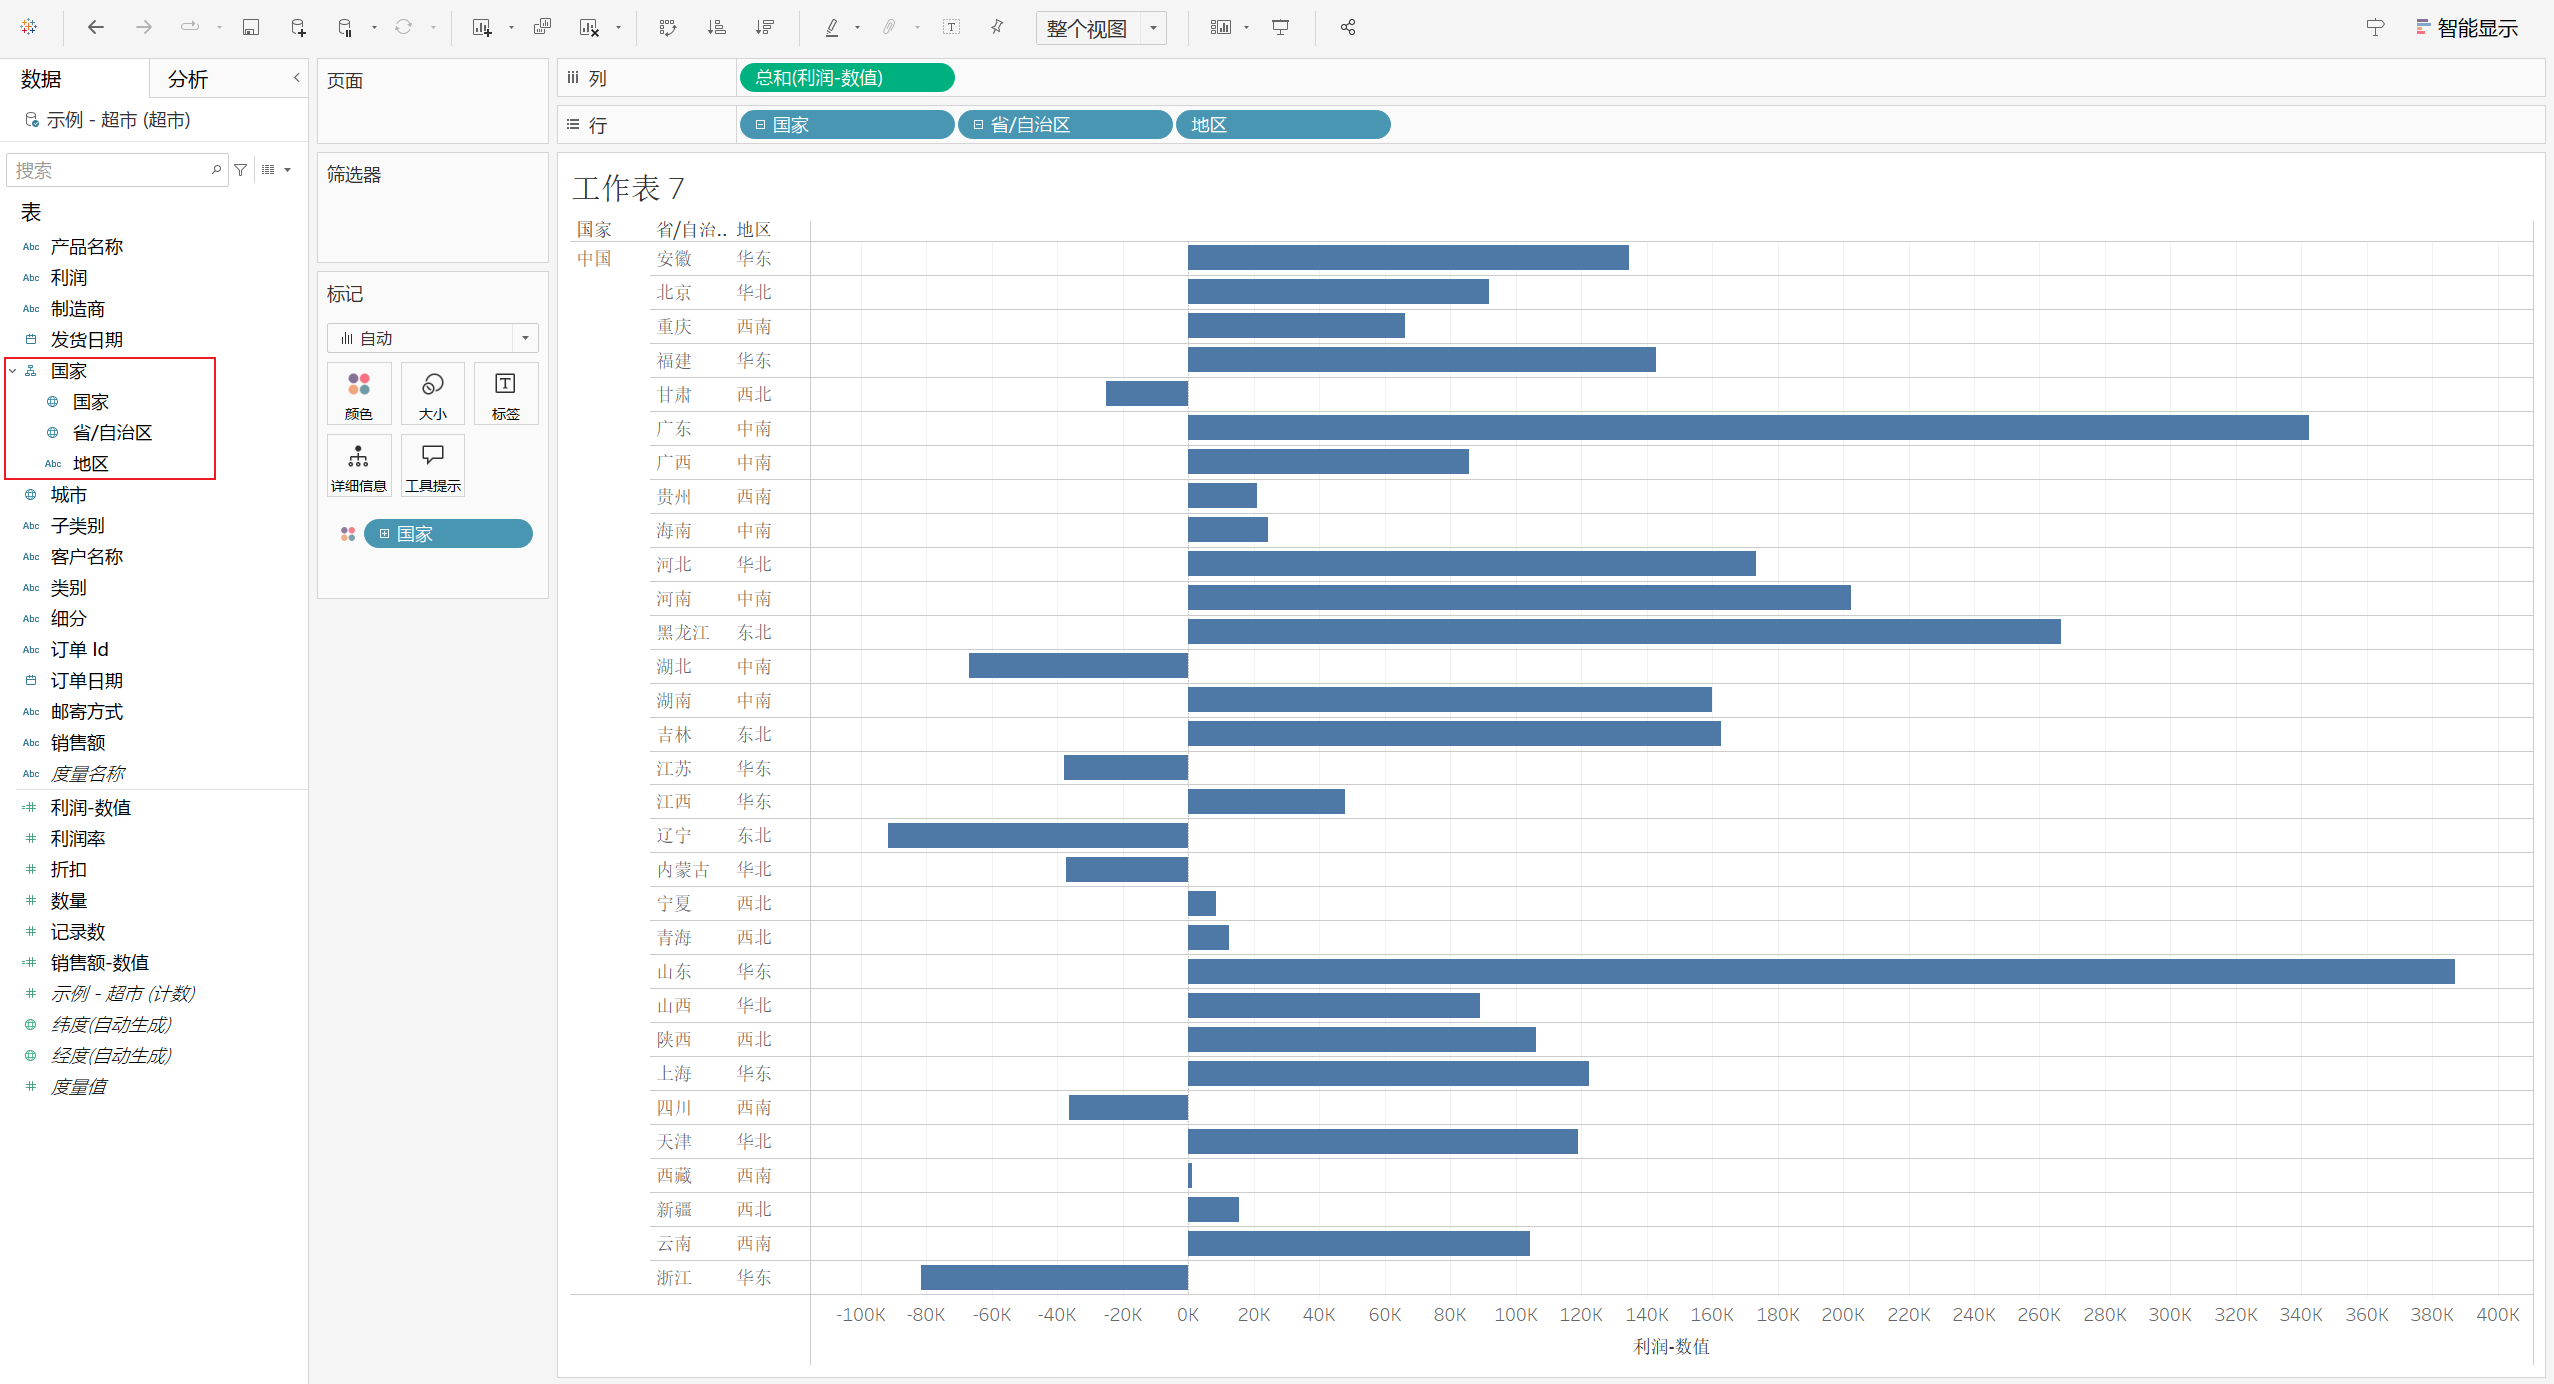 整个视图
智能显示
数据
分析
示例 - 超市 (超市)
搜索
表
Abc 产品名称
Abc 利润
Abc 制造商
发货日期
国家
国家
省/自治区
Abc 地区
城市
Abc 子类别
Abc 客户名称
Abc 类别
Abc 细分
Abc 订单 Id
订单日期
Abc 邮寄方式
Abc 销售额
Abc 度量名称
=# 利润-数值
# 利润率
# 折扣
# 数量
# 记录数
=# 销售额-数值
# 示例 - 超市 (计数)
纬度(自动生成)
经度(自动生成)
# 度量值
页面
筛选器
标记
自动
颜色
大小
标签
详细信息
工具提示
国家
列
总和(利润-数值)
行
国家
省/自治区
地区
工作表 7
国家 省/自治.. 地区
中国 安徽 华东
北京 华北
重庆 西南
福建 华东
甘肃 西北
广东 中南
广西 中南
贵州 西南
海南 中南
河北 华北
河南 中南
黑龙江 东北
湖北 中南
湖南 中南
吉林 东北
江苏 华东
江西 华东
辽宁 东北
内蒙古 华北
宁夏 西北
青海 西北
山东 华东
山西 华北
陕西 西北
上海 华东
四川 西南
天津 华北
西藏 西南
新疆 西北
云南 西南
浙江 华东
-100K -80K -60K -40K -20K 0K 20K 40K 60K 80K 100K 120K 140K 160K 180K 200K 220K 240K 260K 280K 300K 320K 340K 360K 380K 400K
利润-数值